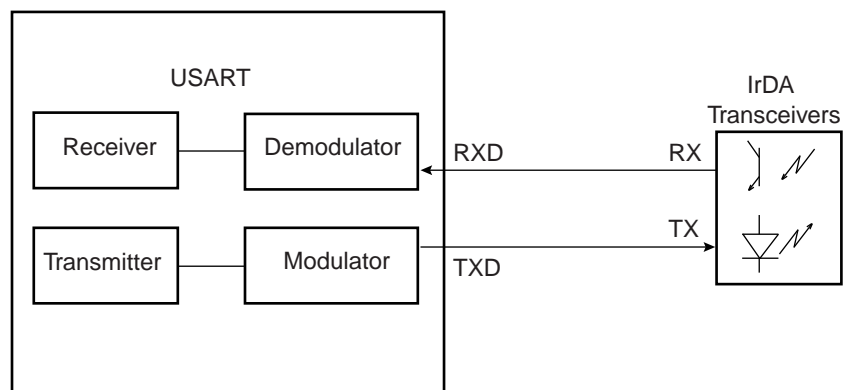 USART
IrDA
Transceivers
Receiver
Demodulator
RXD
RX
Transmitter
Modulator
TX
TXD